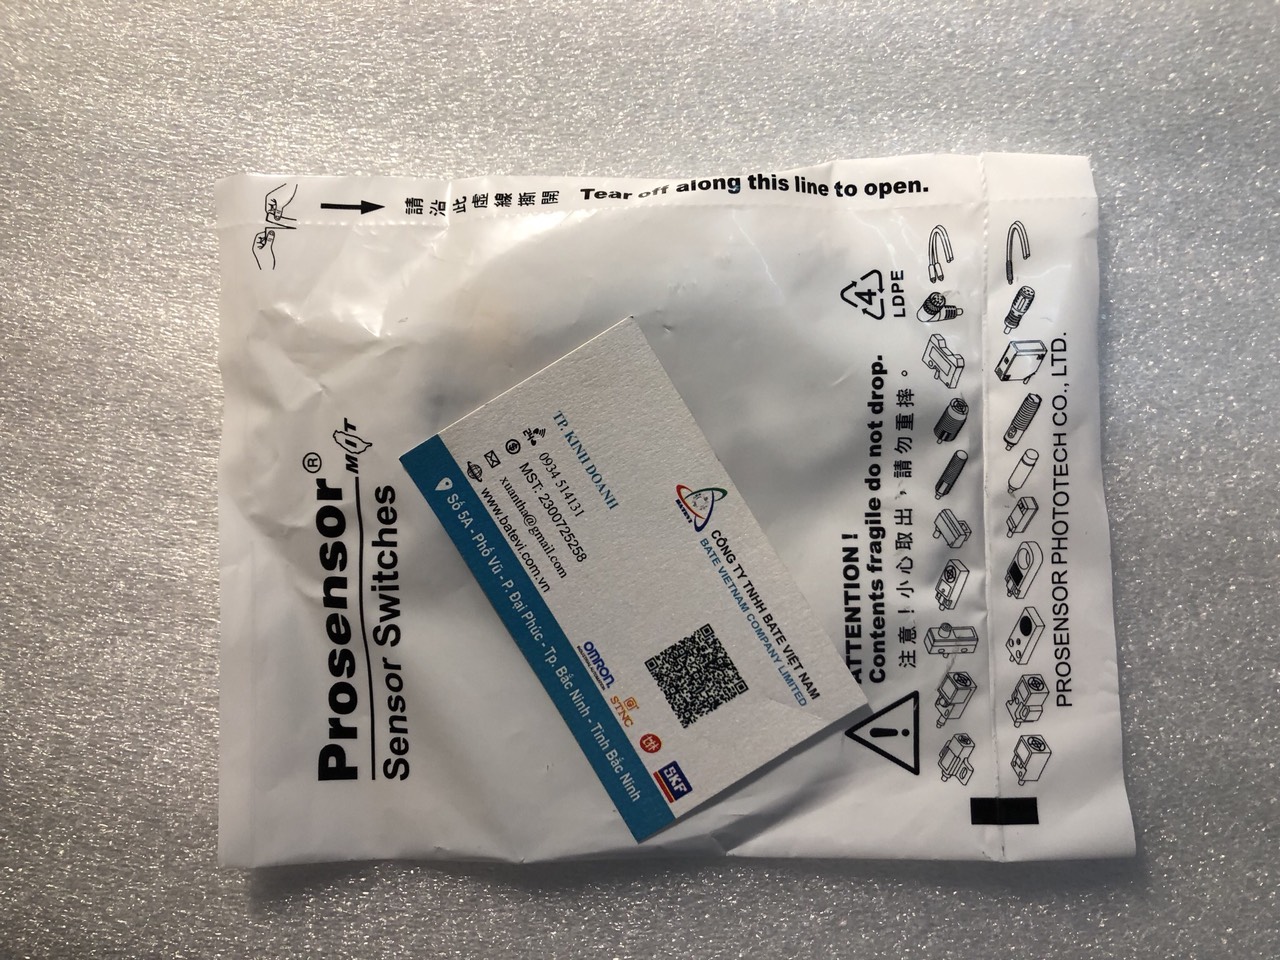 請沿此虛線撕開 Tear off along this line to open.
Prosensor®
MIT
Sensor Switches
4
LDPE
ATTENTION!
Contents fragile do not drop.
注意！小心取出，請勿重摔。
PROSENSOR PHOTOTECH CO., LTD.
BATEVI
CÔNG TY TNHH BATE VIỆT NAM
BATE VIETNAM COMPANY LIMITED
TP. KINH DOANH
24
0934 514131
MST: 2300725258
xuantha@gmail.com
www.batevi.com.vn
OMRON
STNC
SKF
Số 5A - Phố Vũ - P. Đại Phúc - Tp. Bắc Ninh - Tỉnh Bắc Ninh